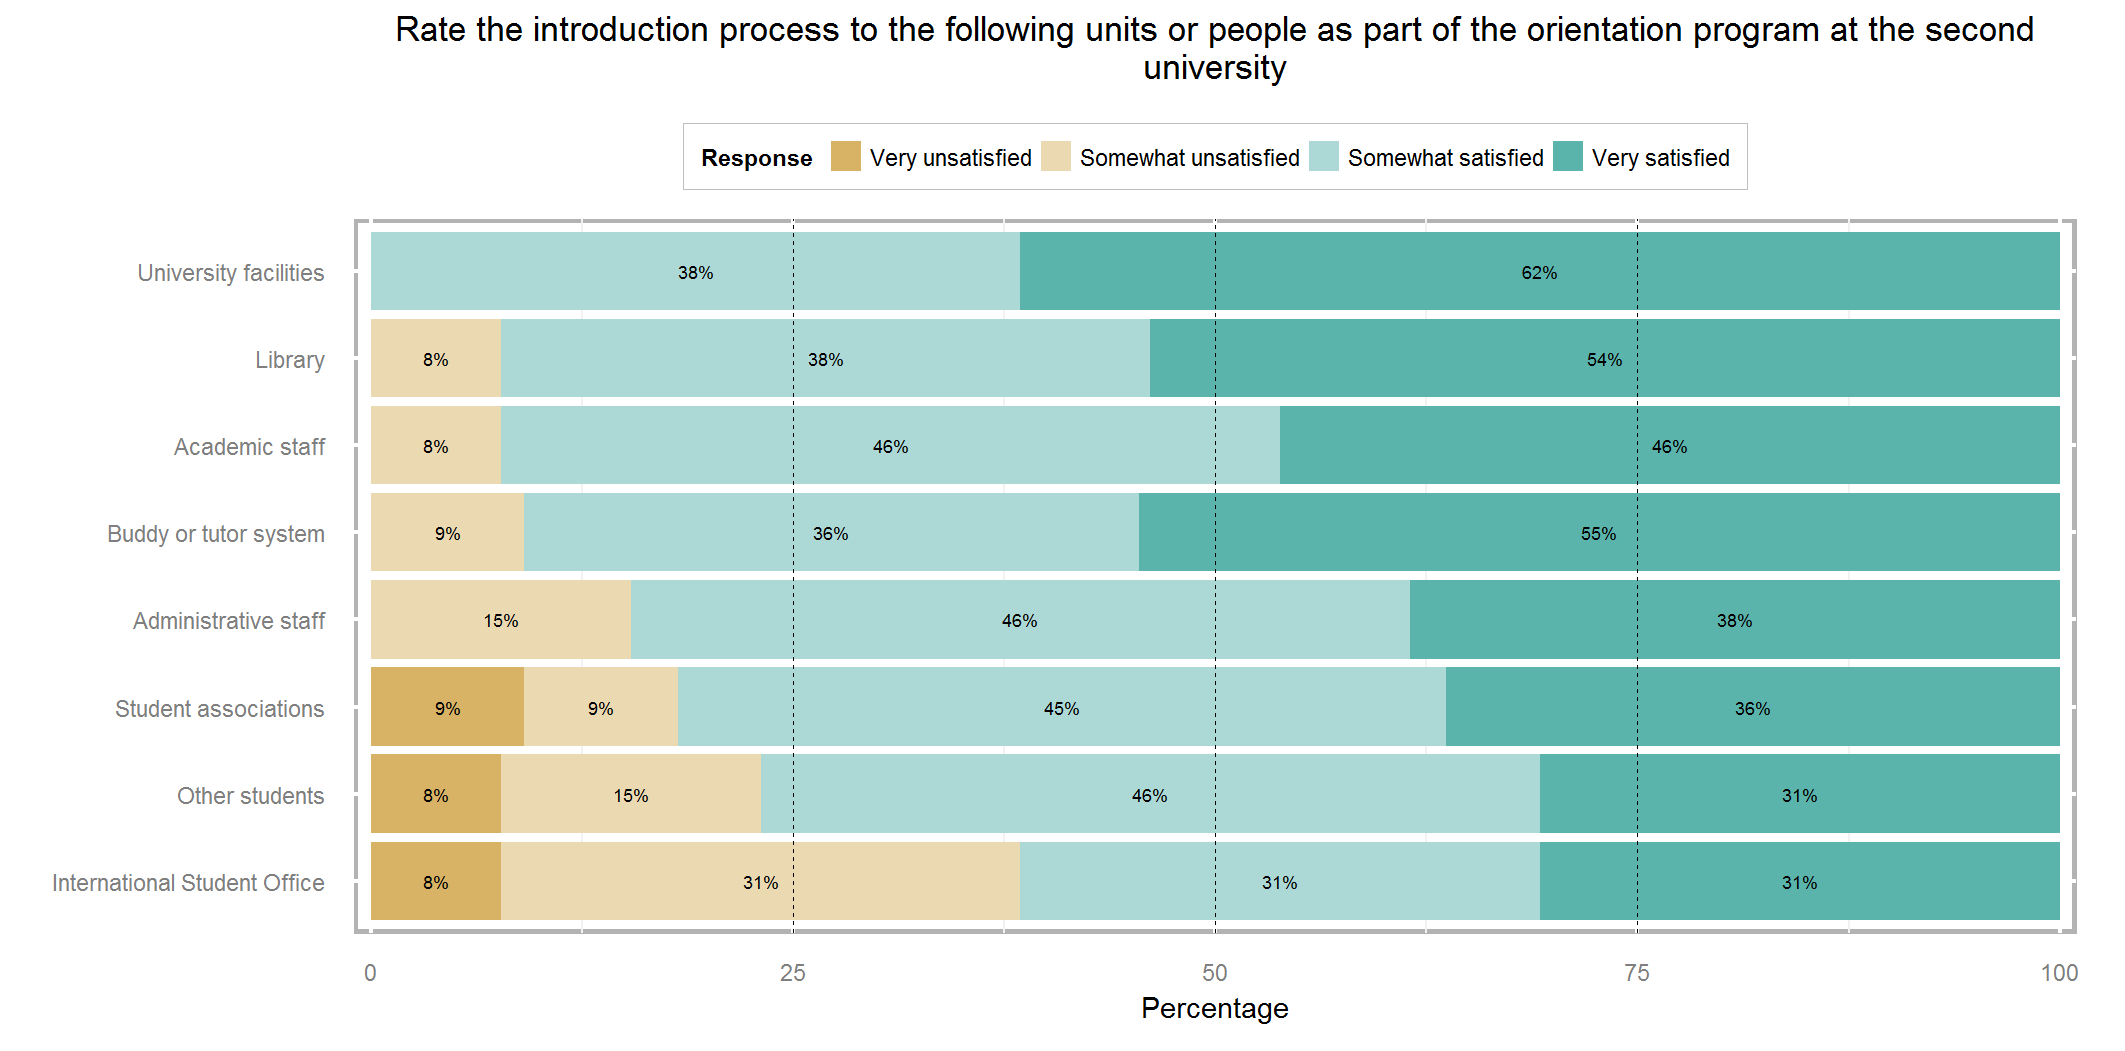 Rate the introduction process to the following units or people as part of the orientation program at the second
university
Response Very unsatisfied Somewhat unsatisfied Somewhat satisfied Very satisfied
University facilities 38% 62%
Library 8% 38% 54%
Academic staff 8% 46% 46%
Buddy or tutor system 9% 36% 55%
Administrative staff 15% 46% 38%
Student associations 9% 9% 45% 36%
Other students 8% 15% 46% 31%
International Student Office 8% 31% 31% 31%
0 25 50 75 100
Percentage